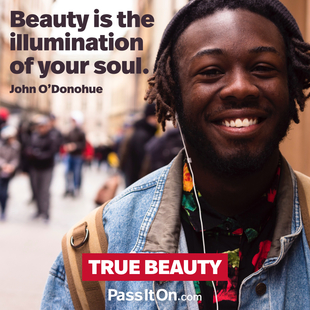 Beauty is the
illumination
of your soul.
John O'Donohue
TRUE BEAUTY
PassItOn.com